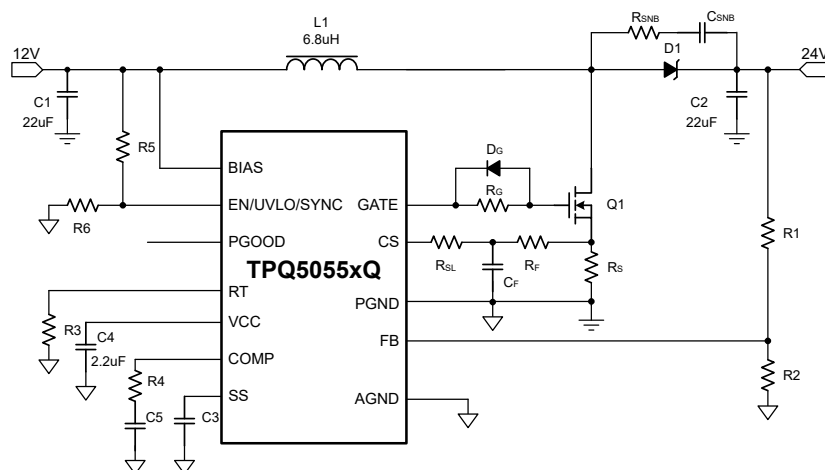 RSNB
CSNB
L1
6.8uH
D1
12V
24V
C1
22uF
C2
22uF
R5
BIAS
DG
EN/UVLO/SYNC
GATE
RG
Q1
R6
R1
PGOOD
CS
TPQ5055xQ
RSL
RF
CF
RS
RT
PGND
R3
C4
VCC
2.2uF
FB
COMP
R4
R2
SS
C5
C3
AGND